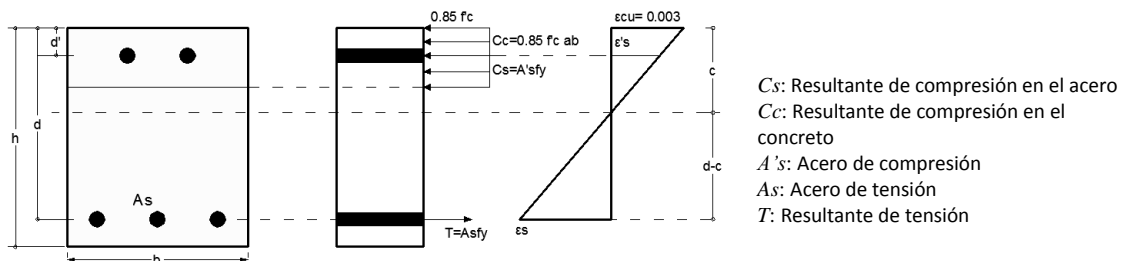 0.85 f'c
εcu= 0.003
d'
Cc=0.85 f'c ab
ε's
Cs=A'sfy
c
d
h
d-c
As
T=Asfy
εs
b
Cs: Resultante de compresión en el acero
Cc: Resultante de compresión en el
concreto
A's: Acero de compresión
As: Acero de tensión
T: Resultante de tensión